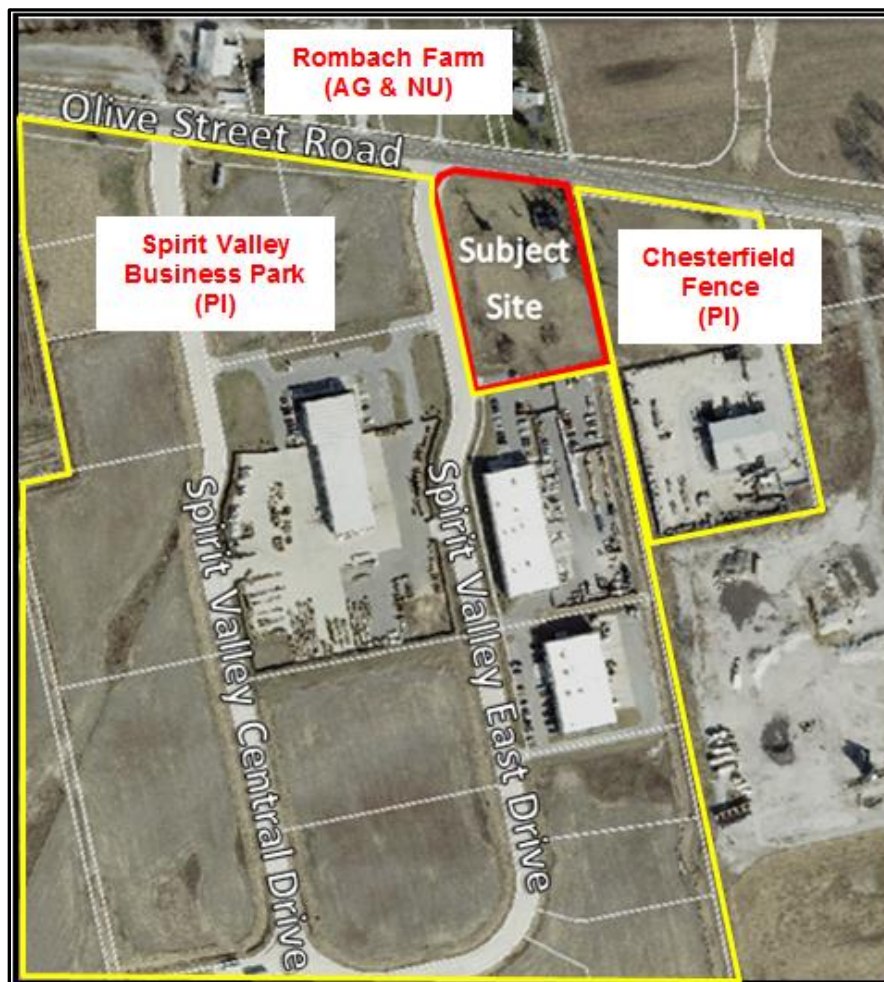 Rombach Farm
(AG & NU)
Olive Street Road
Spirit Valley
Business Park
(PI)
Subject
Site
Chesterfield
Fence
(PI)
Spirit Valley Central Drive
Spirit Valley East Drive